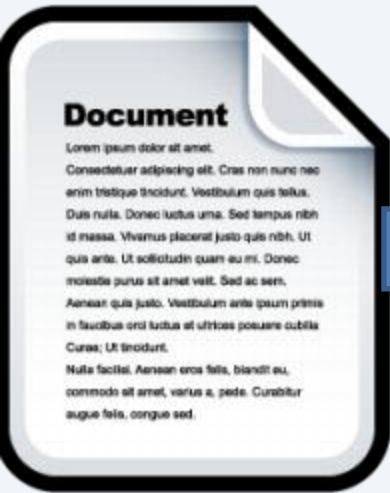 Document
Lorem ipsum dolor sit amet.
Consectetuer adipiscing elit. Cras non nunc nec
enim tristique tincidunt. Vestibulum quis tellus.
Duis nulla. Donec luctus urna. Sed tempus nibh
id massa. Vivamus placerat justo quis nibh. Ut
quis ante. Ut sollicitudin quam eu mi. Donec
molestie purus sit amet velit. Sed ac sem.
Aenean quis justo. Vestibulum ante ipsum primis
in faucibus orci luctus et ultrices posuere cubilia
Curae; Ut tincidunt.
Nulla facilisi. Aenean eros felis, blandit eu,
commodo sit amet, varius a, pede. Curabitur
augue felis, congue sed.